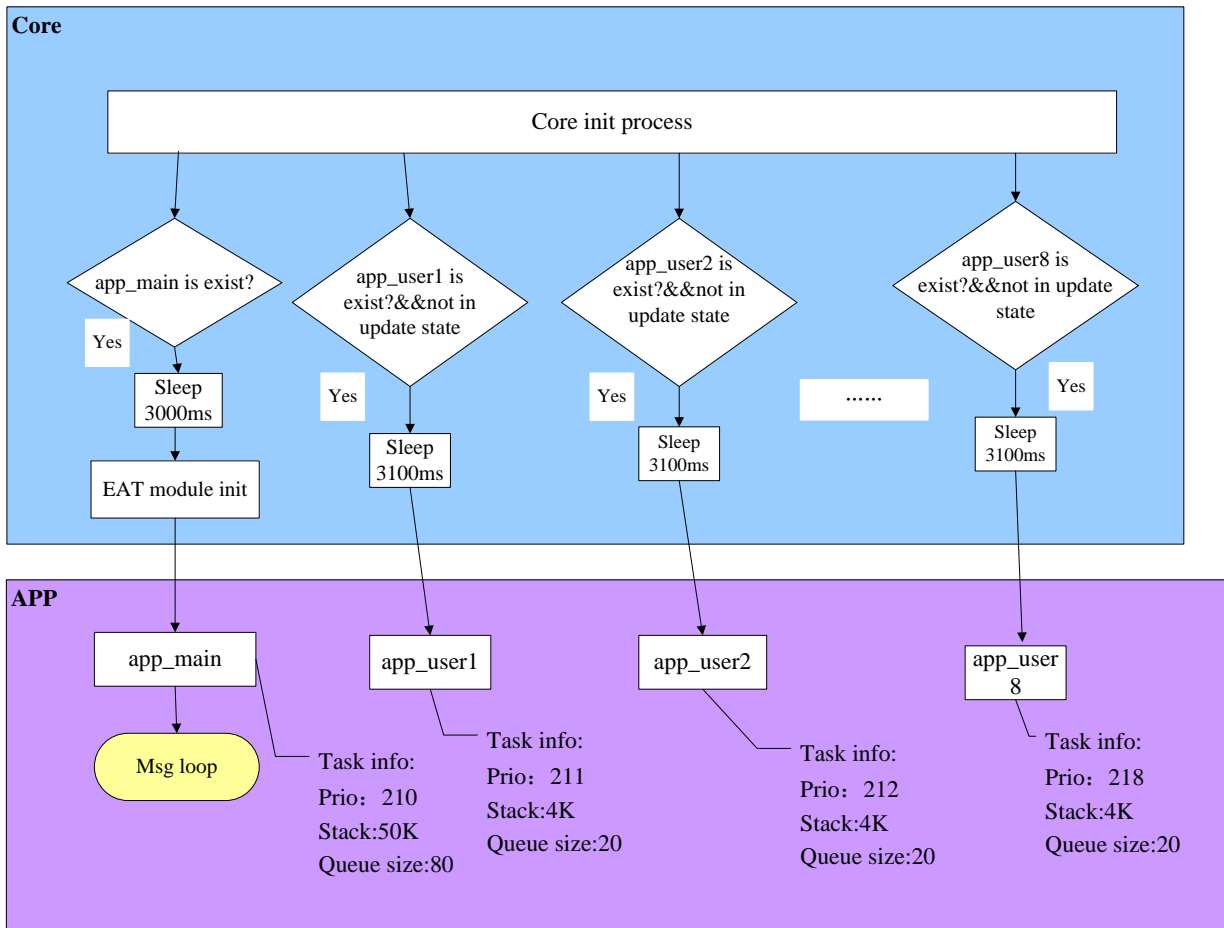 Core
Core init process
app_main is exist?
app_user1 is
exist?&&not in
update state
app_user2 is
exist?&&not in
update state
app_user8 is
exist?&&not in update
state
Yes
Yes
Yes
Yes
......
Sleep
3000ms
Sleep
3100ms
Sleep
3100ms
Sleep
3100ms
EAT module init
APP
app_main
app_user1
app_user2
app_user
8
Msg loop
Task info:
Prio：210
Stack:50K
Queue size:80
Task info:
Prio：211
Stack:4K
Queue size:20
Task info:
Prio：212
Stack:4K
Queue size:20
Task info:
Prio：218
Stack:4K
Queue size:20